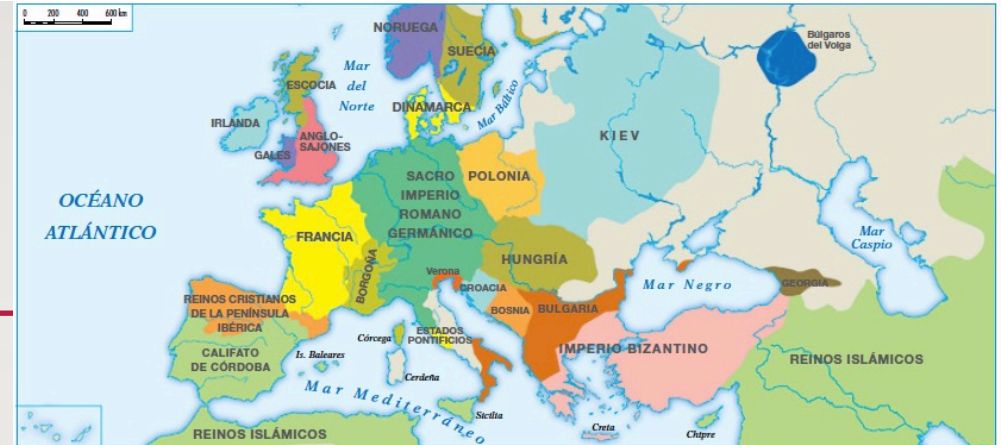 0 200 400 600 km
NORUEGA
SUECIA
Búlgaros
del Volga
Mar
del
Norte
ESCOCIA
DINAMARCA
Mar Báltico
IRLANDA
ANGLO-
SAJONES
GALES
KIEV
OCÉANO
ATLÁNTICO
SACRO
IMPERIO
ROMANO
GERMÁNICO
POLONIA
FRANCIA
BORGOÑA
HUNGRÍA
Mar
Caspio
Verona
CROACIA
Mar Negro
GEORGIA
REINOS CRISTIANOS
DE LA PENÍNSULA
IBÉRICA
BOSNIA
BULGARIA
Córcega
ESTADOS
PONTIFICIOS
CALIFATO
DE CÓRDOBA
Is. Baleares
IMPERIO BIZANTINO
REINOS ISLÁMICOS
Cerdeña
Mar Mediterráneo
Sicilia
Creta
Chipre
REINOS ISLÁMICOS